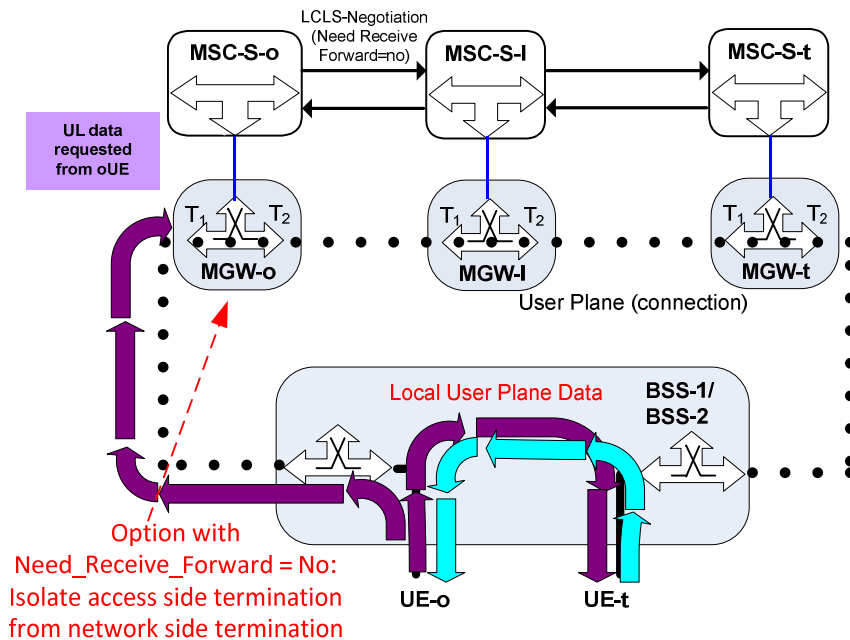 LCLS-Negotiation
(Need Receive
Forward=no)
MSC-S-o
MSC-S-I
MSC-S-t
UL data
requested
from oUE
T1
T2
MGW-o
T1
T2
MGW-I
T1
T2
MGW-t
User Plane (connection)
Local User Plane Data
BSS-1/
BSS-2
Option with
Need_Receive_Forward = No:
Isolate access side termination
from network side termination
UE-o
UE-t